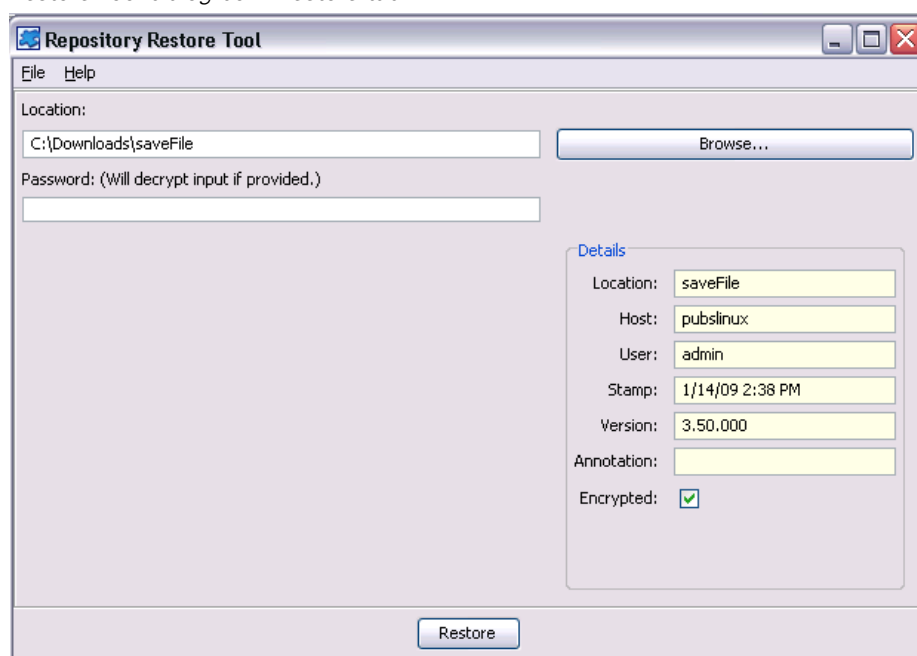 Repository Restore Tool
File Help
Location:
C:\Downloads\saveFile
Browse...
Password: (Will decrypt input if provided.)
Details
Location: saveFile
Host: pubslinux
User: admin
Stamp: 1/14/09 2:38 PM
Version: 3.50.000
Annotation:
Encrypted:
Restore